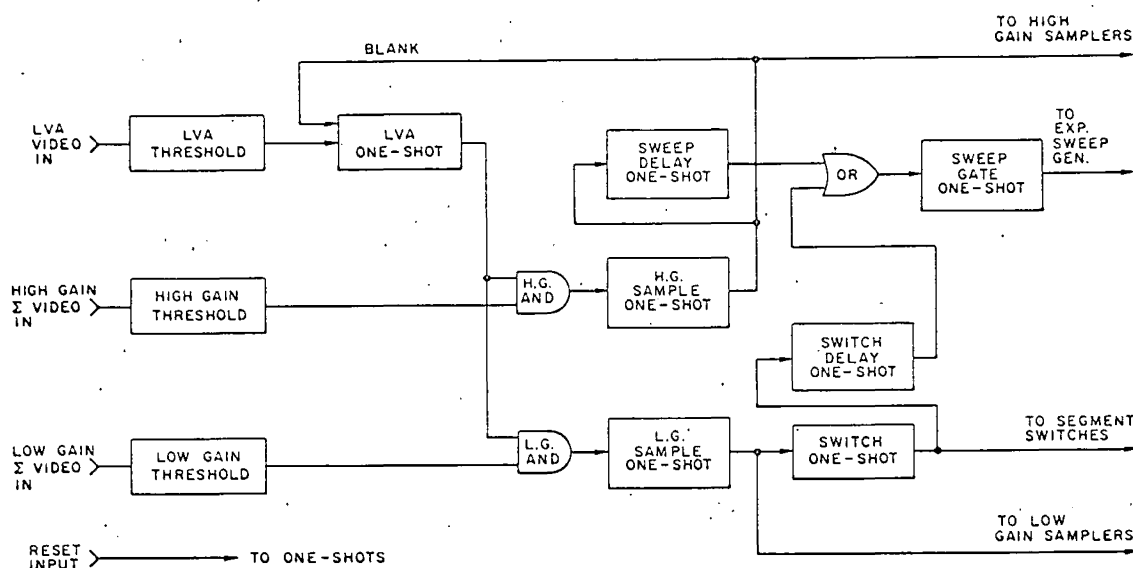 TO HIGH
GAIN SAMPLERS
BLANK
LVA
VIDEO
IN
LVA
THRESHOLD
LVA
ONE-SHOT
SWEEP
DELAY
ONE-SHOT
OR
SWEEP
GATE
ONE-SHOT
TO
EXP.
SWEEP
GEN.
HIGH GAIN
Σ VIDEO
IN
HIGH GAIN
THRESHOLD
H.G.
AND
H.G.
SAMPLE
ONE-SHOT
SWITCH
DELAY
ONE-SHOT
LOW GAIN
Σ VIDEO
IN
LOW GAIN
THRESHOLD
L.G.
AND
L.G.
SAMPLE
ONE-SHOT
SWITCH
ONE-SHOT
TO SEGMENT
SWITCHES
TO LOW
GAIN SAMPLERS
RESET
INPUT
TO ONE-SHOTS